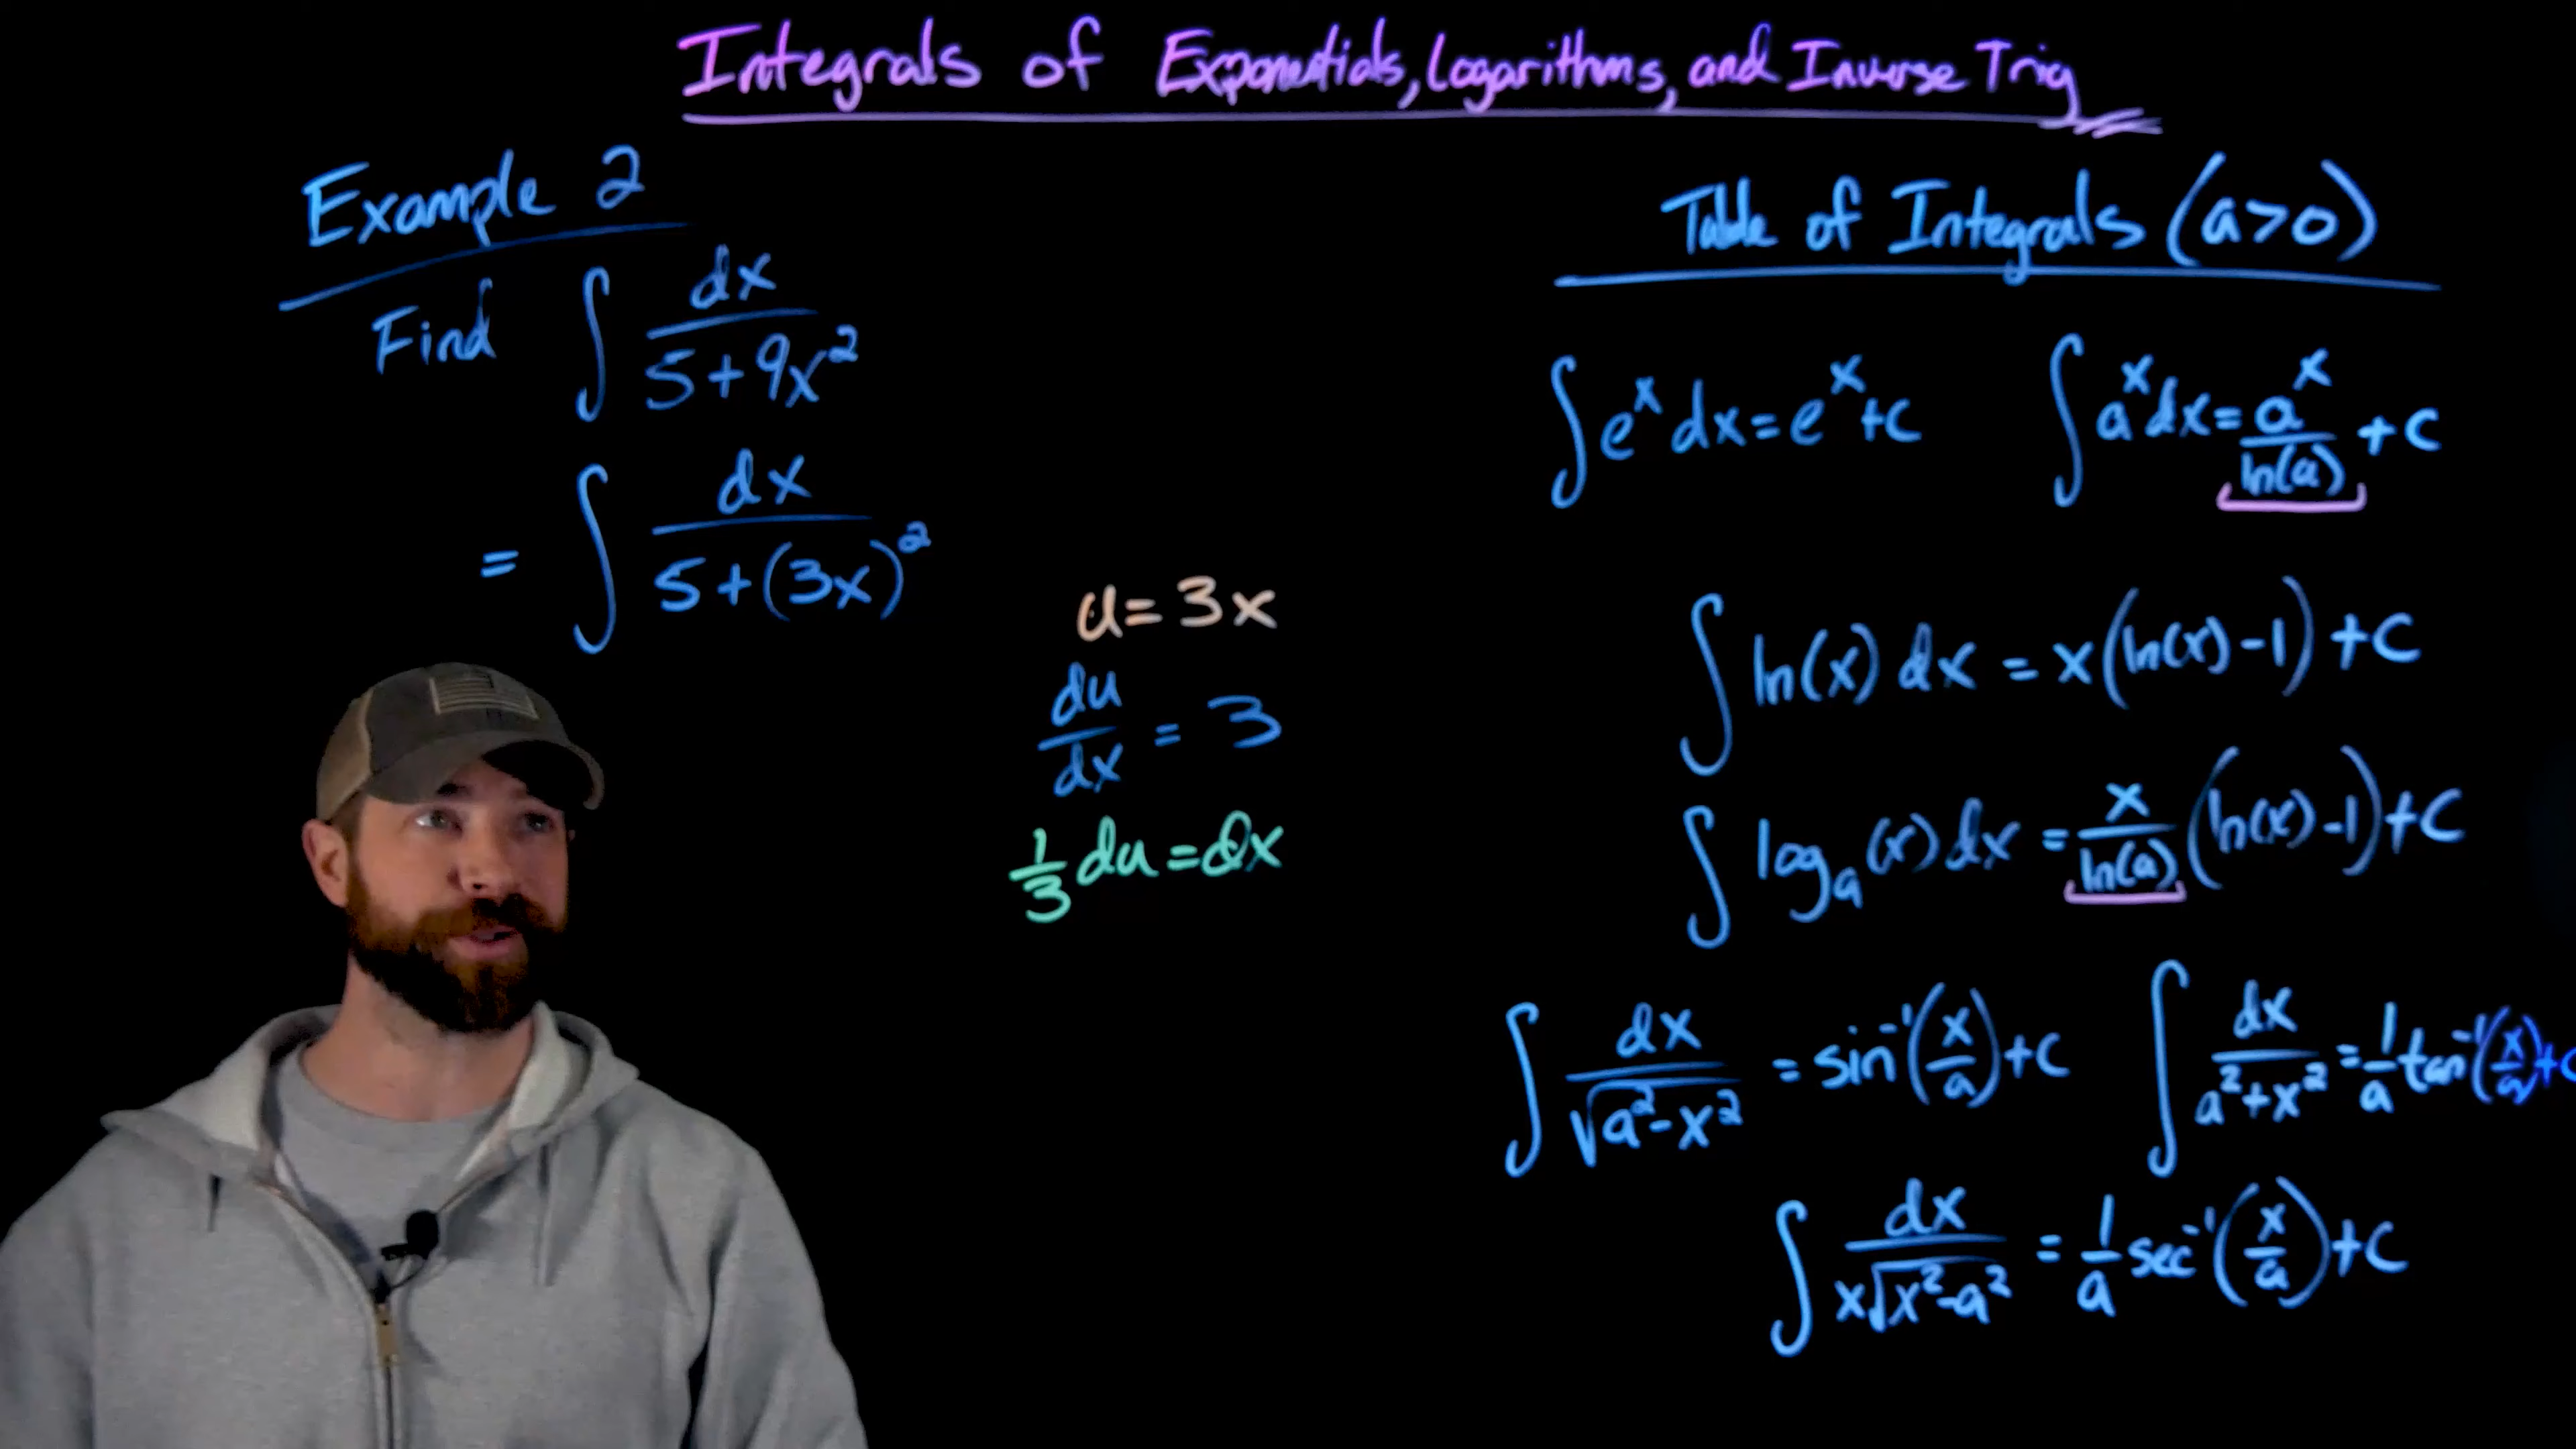 Integrals of Exponentials, Logarithms, and Inverse Trig
Example 2
Find ∫ dx/(5+9x²)
= ∫ dx/(5+(3x)²)
u=3x
du/dx = 3
1/3 du=dx
Table of Integrals (a>0)
∫e^x dx=e^x+C
∫a^x dx=a^x/ln(a) +C
∫ln(x) dx = x(ln(x)-1)+C
∫log_a(x)dx = x/ln(a) (ln(x)-1)+C
∫ dx/√(a²-x²) = sin⁻¹(x/a)+C
∫ dx/(a²+x²) = 1/a tan⁻¹(x/a)+C
∫ dx/(x√(x²-a²)) = 1/a sec⁻¹(x/a)+C